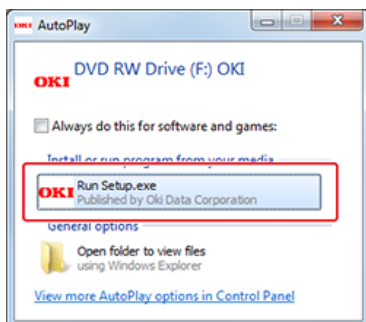 OKI AutoPlay
DVD RW Drive (F:) OKI
OKI
Always do this for software and games:
Install or run program from your media
OKI Run Setup.exe
Published by Oki Data Corporation
General options
Open folder to view files
using Windows Explorer
View more AutoPlay options in Control Panel